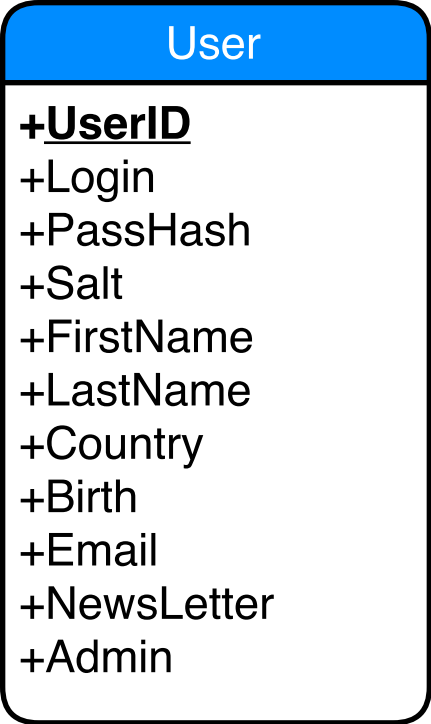 User
+UserID
+Login
+PassHash
+Salt
+FirstName
+LastName
+Country
+Birth
+Email
+NewsLetter
+Admin